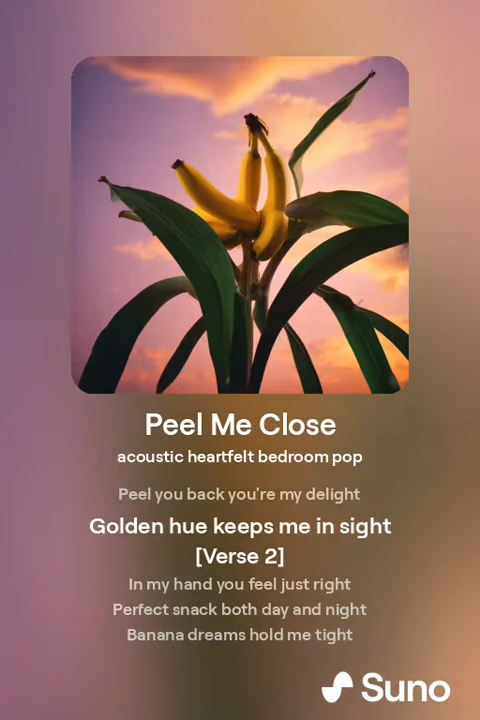 Peel Me Close
acoustic heartfelt bedroom pop
Peel you back you're my delight
Golden hue keeps me in sight
[Verse 2]
In my hand you feel just right
Perfect snack both day and night
Banana dreams hold me tight
Suno